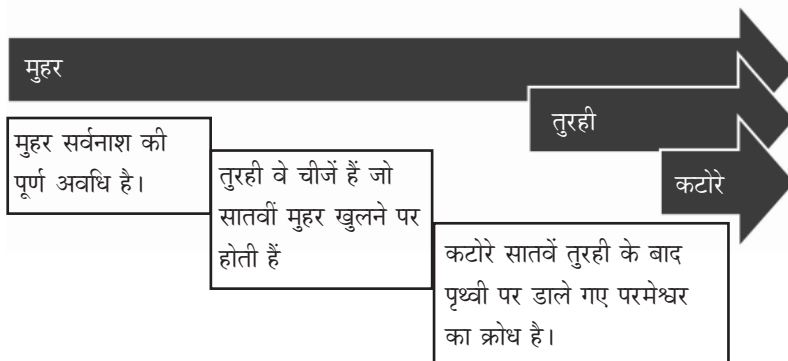 मुहर
तुरही
कटोरे
मुहर सर्वनाश की
पूर्ण अवधि है।
तुरही वे चीजें हैं जो
सातवीं मुहर खुलने पर
होती हैं
कटोरे सातवें तुरही के बाद
पृथ्वी पर डाले गए परमेश्वर
का क्रोध है।